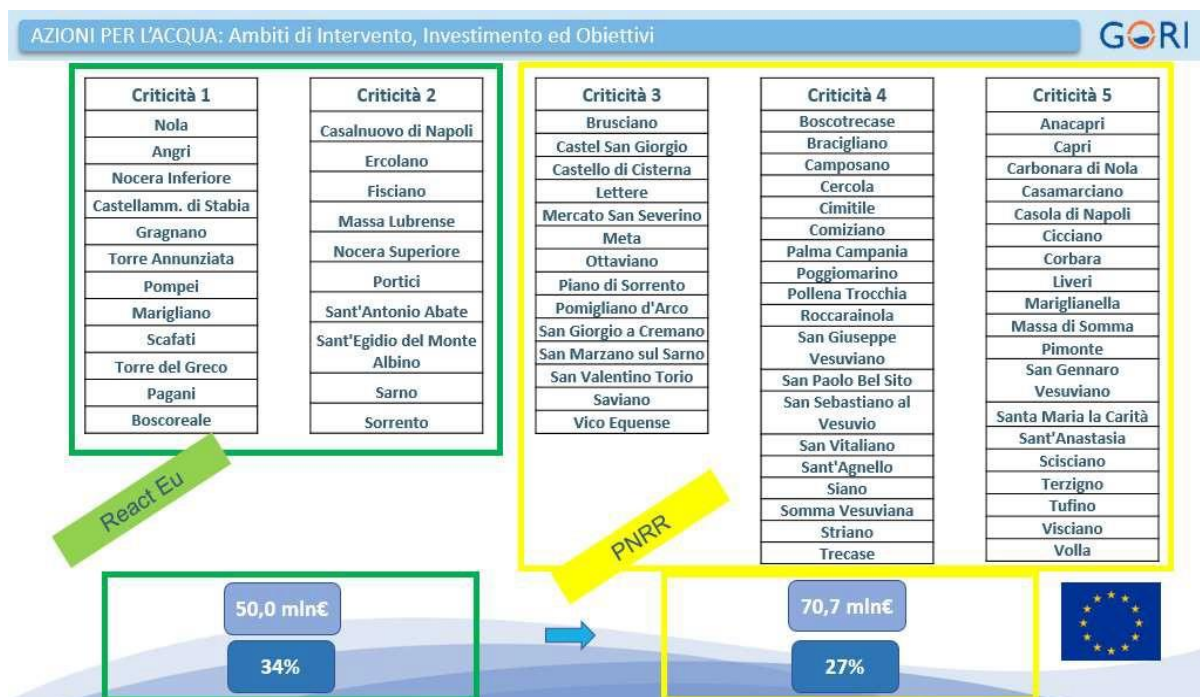 AZIONI PER L'ACQUA: Ambiti di Intervento, Investimento ed Obiettivi
GORI
Criticità 1
Nola
Angri
Nocera Inferiore
Castellamm. di Stabia
Gragnano
Torre Annunziata
Pompei
Marigliano
Scafati
Torre del Greco
Pagani
Boscoreale
Criticità 2
Casalnuovo di Napoli
Ercolano
Fisciano
Massa Lubrense
Nocera Superiore
Portici
Sant'Antonio Abate
Sant'Egidio del Monte
Albino
Sarno
Sorrento
Criticità 3
Brusciano
Castel San Giorgio
Castello di Cisterna
Lettere
Mercato San Severino
Meta
Ottaviano
Piano di Sorrento
Pomigliano d'Arco
San Giorgio a Cremano
San Marzano sul Sarno
San Valentino Torio
Saviano
Vico Equense
Criticità 4
Boscotrecase
Bracigliano
Camposano
Cercola
Cimitile
Comiziano
Palma Campania
Poggiomarino
Pollena Trocchia
Roccarainola
San Giuseppe
Vesuviano
San Paolo Bel Sito
San Sebastiano al
Vesuvio
San Vitaliano
Sant'Agnello
Siano
Somma Vesuviana
Striano
Trecase
Criticità 5
Anacapri
Capri
Carbonara di Nola
Casamarciano
Casola di Napoli
Cicciano
Corbara
Liveri
Mariglianella
Massa di Somma
Pimonte
San Gennaro
Vesuviano
Santa Maria la Carità
Sant'Anastasia
Scisciano
Terzigno
Tufino
Visciano
Volla
React Eu
PNRR
50,0 mln€
34%
70,7 mln€
27%